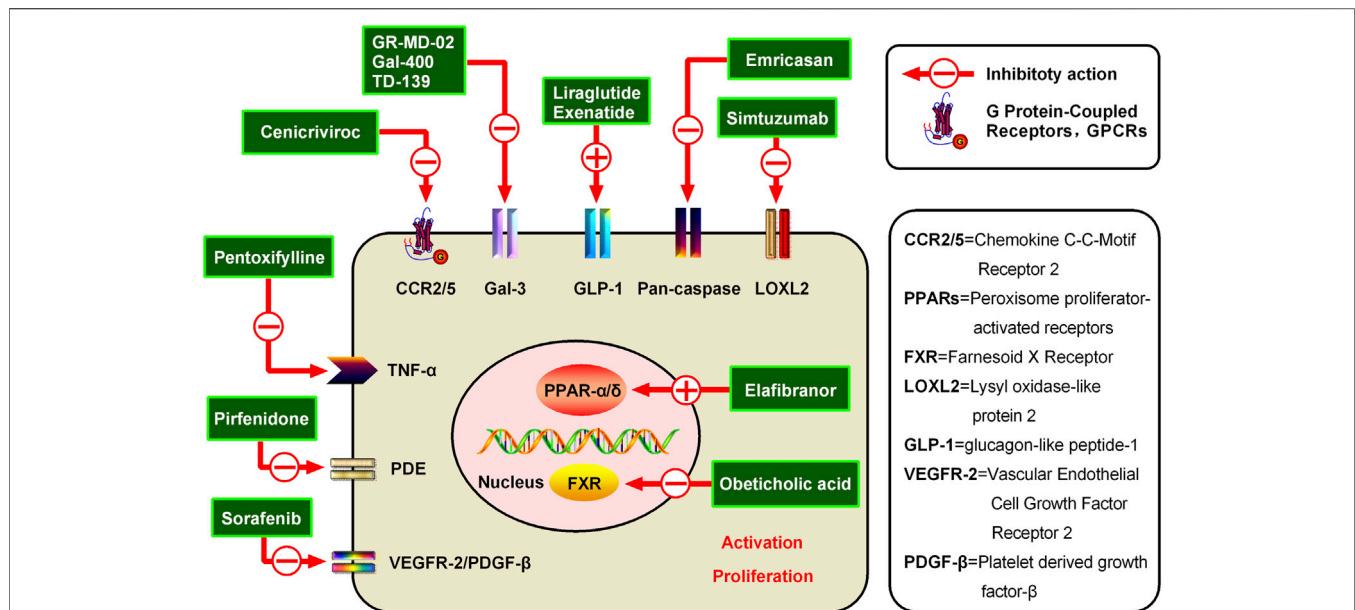 GR-MD-02
Gal-400
TD-139
Cenicriviroc
Liraglutide
Exenatide
Emricasan
Simtuzumab
Inhibitoty action
G Protein-Coupled
Receptors, GPCRs
G
G
Pentoxifylline
CCR2/5
Gal-3
GLP-1
Pan-caspase
LOXL2
TNF-α
PPAR-α/δ
Elafibranor
Pirfenidone
PDE
Nucleus
FXR
Obeticholic acid
Sorafenib
VEGFR-2/PDGF-β
Activation
Proliferation
CCR2/5=Chemokine C-C-Motif
Receptor 2
PPARs=Peroxisome proliferator-
activated receptors
FXR=Farnesoid X Receptor
LOXL2=Lysyl oxidase-like
protein 2
GLP-1=glucagon-like peptide-1
VEGFR-2=Vascular Endothelial
Cell Growth Factor
Receptor 2
PDGF-β=Platelet derived growth
factor-β